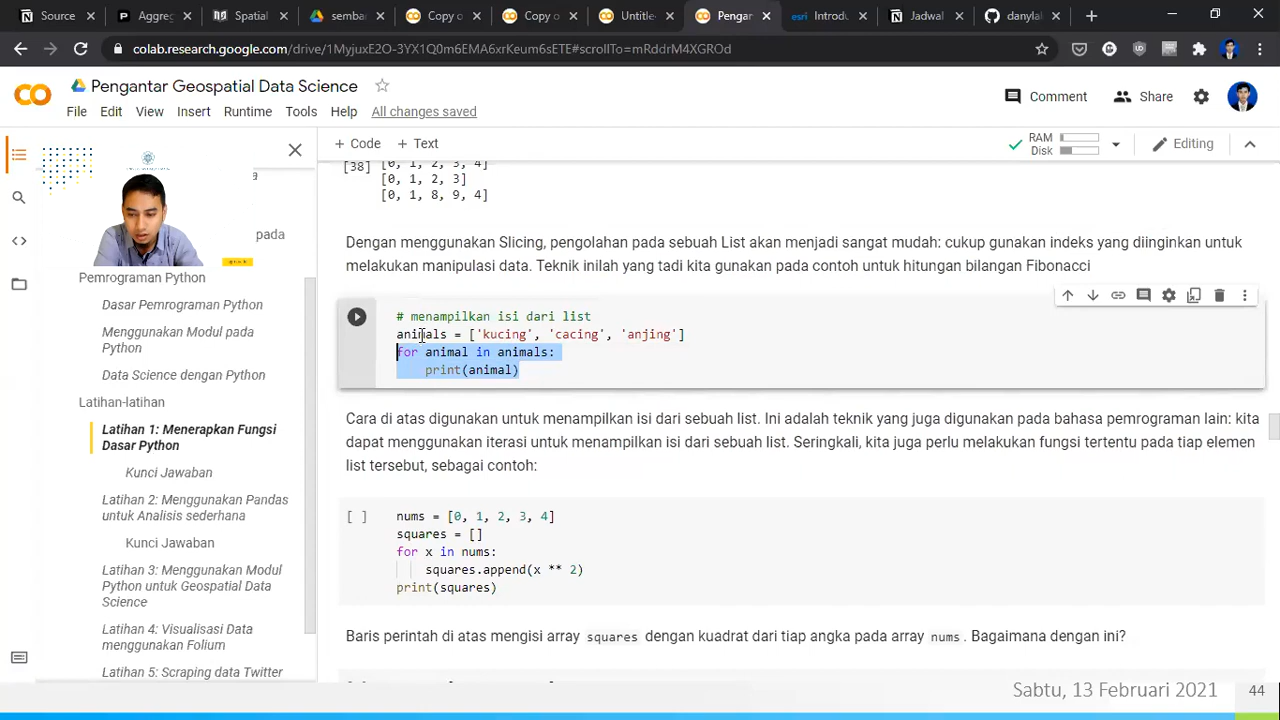 Source
Aggreg
Spatial
semba
Copy o
Copy o
Untitle
Pengan
Introdu
Jadwal
danylak
colab.research.google.com/drive/1MyjuxE2O-3YX1Q0m6EMA6xrKeum6sETE#scrollTo=mRddrM4XGROd
Pengantar Geospatial Data Science
Comment
Share
File Edit View Insert Runtime Tools Help All changes saved
+ Code + Text
RAM
Disk
Editing
pada
Pemrograman Python
Dasar Pemrograman Python
Menggunakan Modul pada
Python
Data Science dengan Python
Latihan-latihan
Latihan 1: Menerapkan Fungsi
Dasar Python
Kunci Jawaban
Latihan 2: Menggunakan Pandas
untuk Analisis sederhana
Kunci Jawaban
Latihan 3: Menggunakan Modul
Python untuk Geospatial Data
Science
Latihan 4: Visualisasi Data
menggunakan Folium
Latihan 5: Scraping data Twitter
[0, 1, 2, 3, 4]
[38] [0, 1, 2, 3]
[0, 1, 8, 9, 4]
Dengan menggunakan Slicing, pengolahan pada sebuah List akan menjadi sangat mudah: cukup gunakan indeks yang diinginkan untuk
melakukan manipulasi data. Teknik inilah yang tadi kita gunakan pada contoh untuk hitungan bilangan Fibonacci
# menampilkan isi dari list
animals = ['kucing', 'cacing', 'anjing']
for animal in animals:
print(animal)
Cara di atas digunakan untuk menampilkan isi dari sebuah list. Ini adalah teknik yang juga digunakan pada bahasa pemrograman lain: kita
dapat menggunakan iterasi untuk menampilkan isi dari sebuah list. Seringkali, kita juga perlu melakukan fungsi tertentu pada tiap elemen
list tersebut, sebagai contoh:
[ ] nums = [0, 1, 2, 3, 4]
squares = []
for x in nums:
squares.append(x ** 2)
print(squares)
Baris perintah di atas mengisi array squares dengan kuadrat dari tiap angka pada array nums. Bagaimana dengan ini?
Sabtu, 13 Februari 2021 44